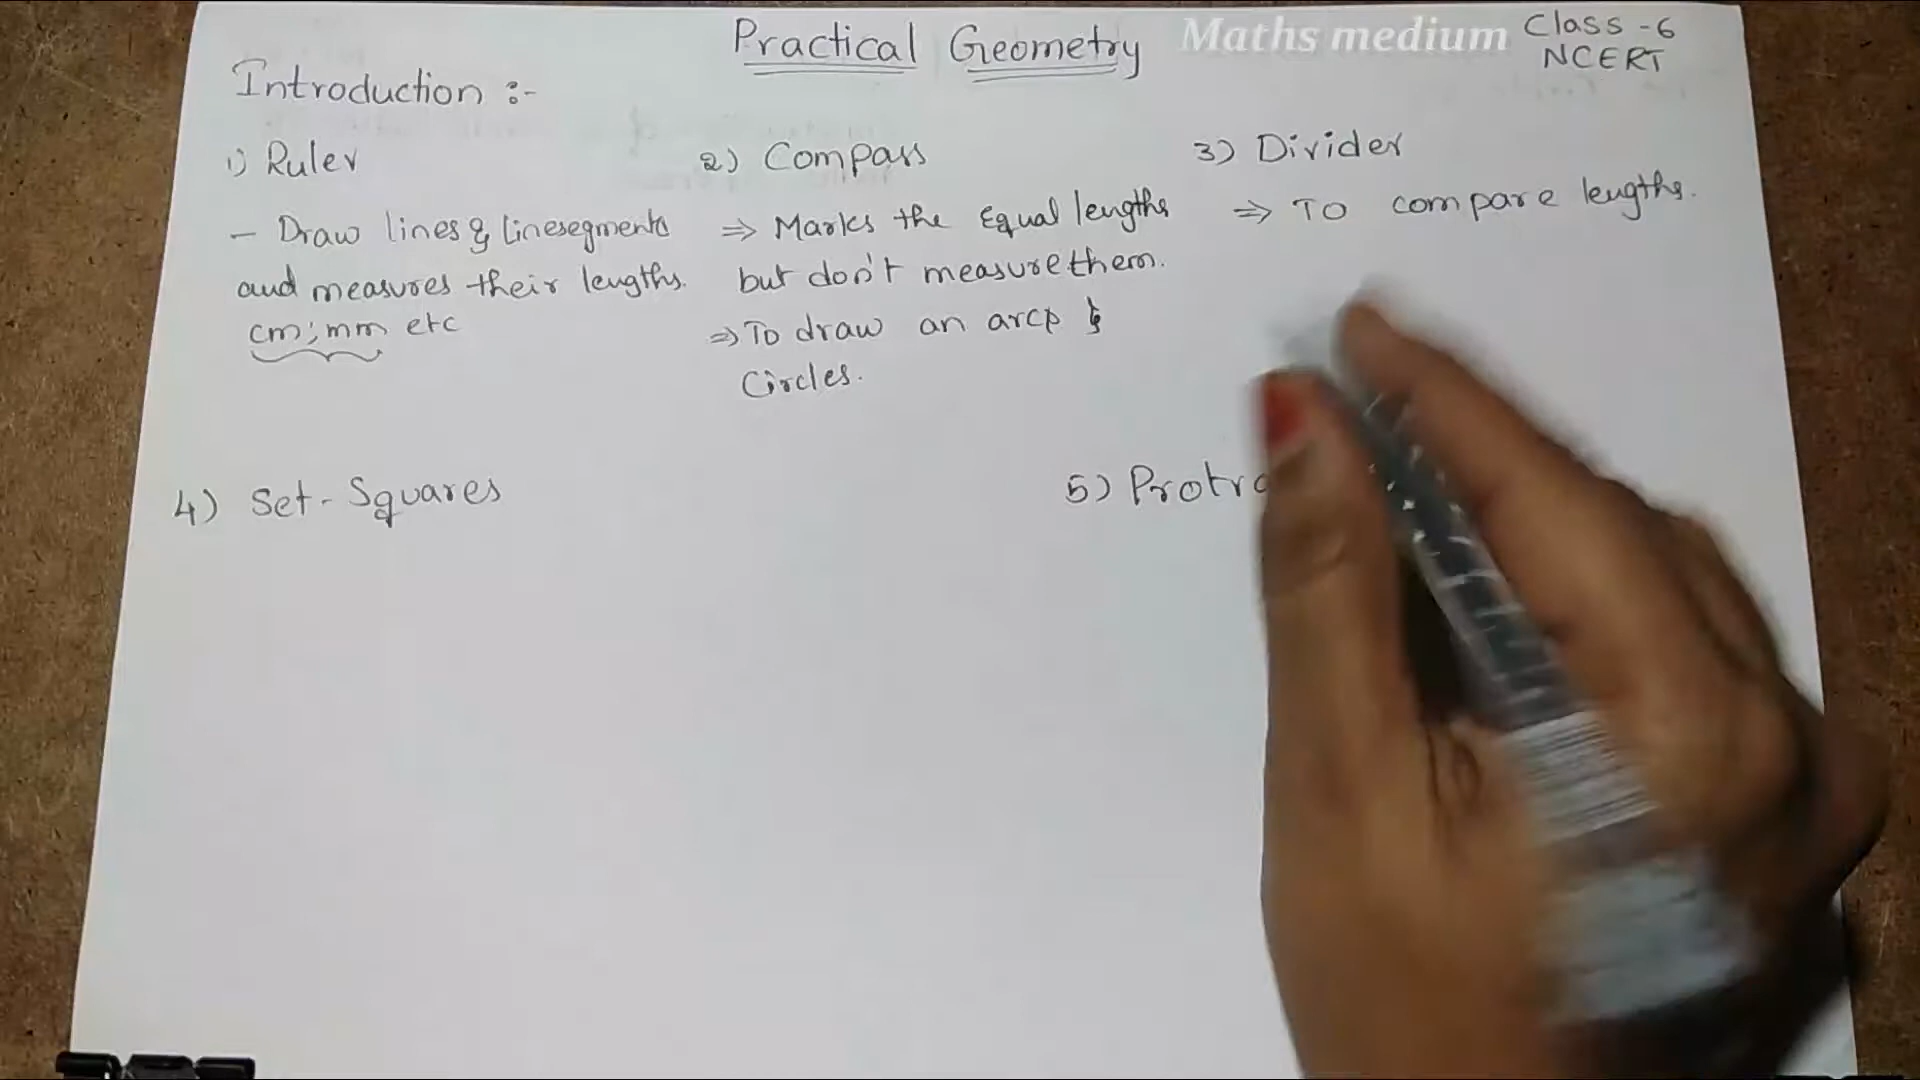 Practical Geometry
Maths medium
Class -6
NCERT
Introduction :-
1) Ruler
- Draw lines & linesegments
and measures their lengths.
cm; mm etc
2) Compass
⇒ Marks the Equal lengths
but don't measure them.
⇒ To draw an arcs &
Circles.
3) Divider
⇒ To compare lengths.
4) Set-Squares
5)